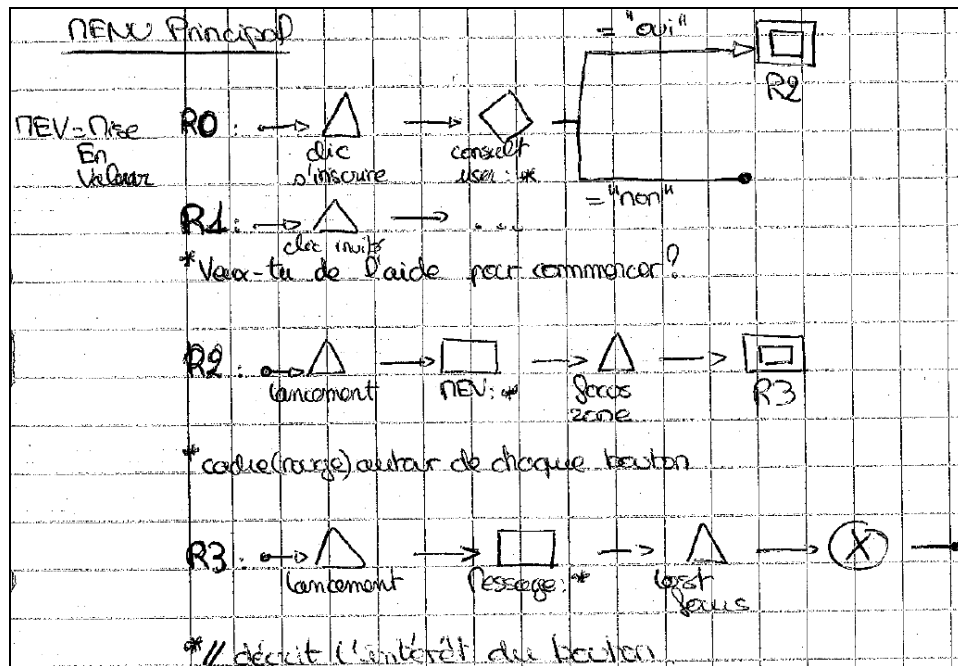 MENU Principal
= "oui"
R2
MEV = Mise
En
Valeur
R0 :
clic
s'inscrire
consult
user : *
= "non"
R1 :
clic invité
...
* Veux-tu de l'aide pour commencer ?
R2 :
lancement
MEV : *
focus
zone
R3
* cadre (rouge) autour de chaque bouton
R3 :
lancement
Message : *
lost
focus
X
* // décrit l'intérêt du bouton